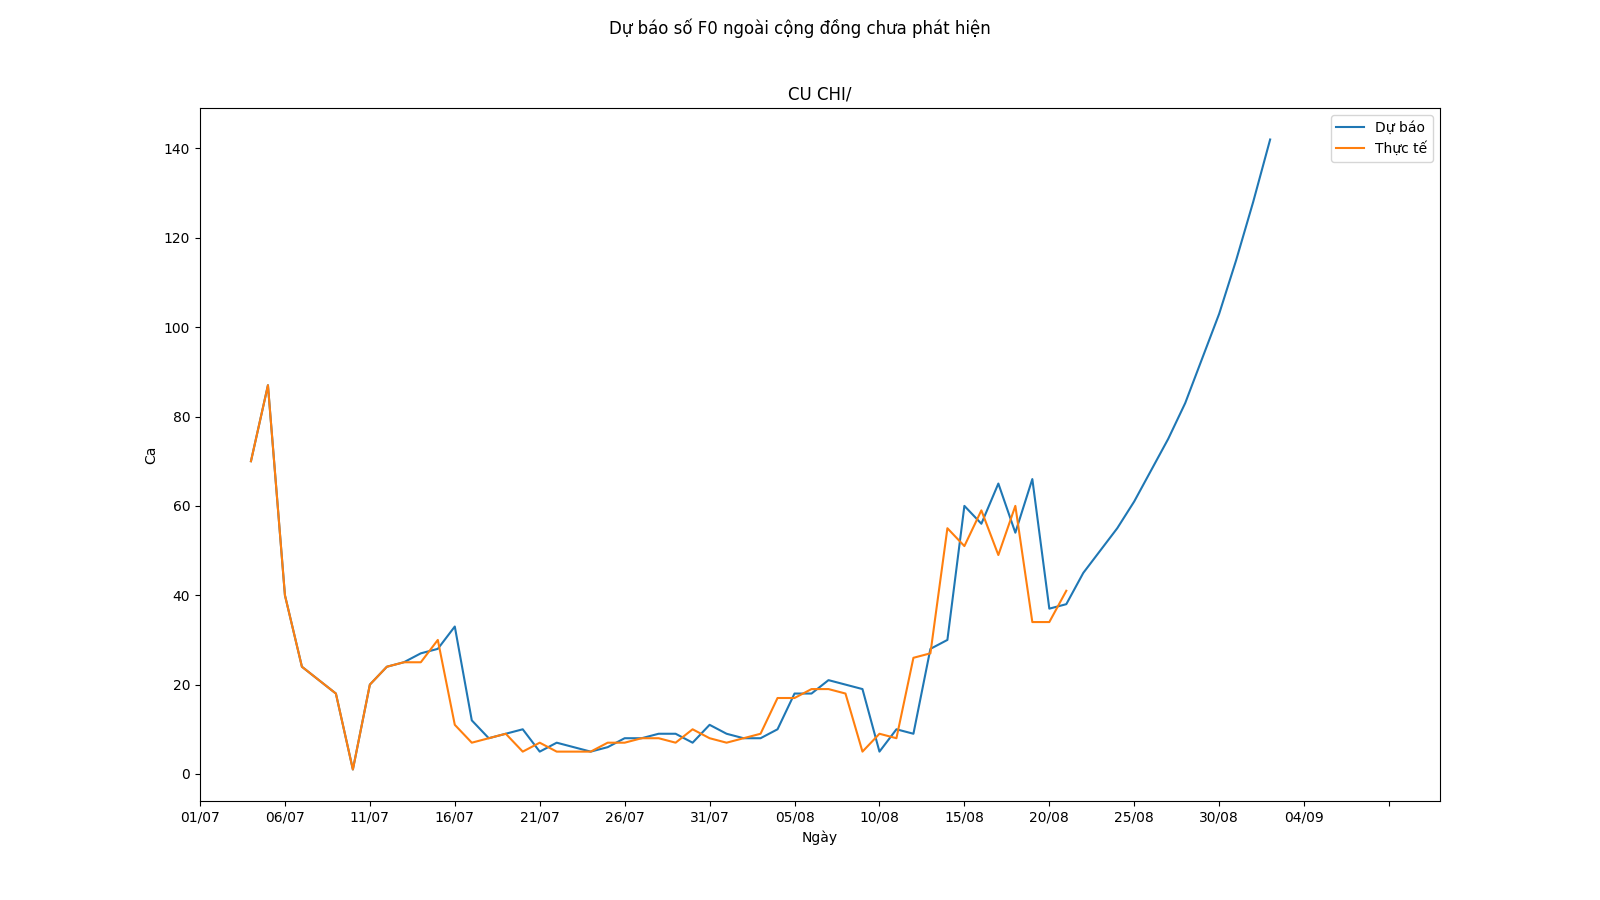 Dự báo số F0 ngoài cộng đồng chưa phát hiện
CU CHI/
Dự báo
Thực tế
140
120
100
80
60
40
20
0
Ca
01/07 06/07 11/07 16/07 21/07 26/07 31/07 05/08 10/08 15/08 20/08 25/08 30/08 04/09
Ngày